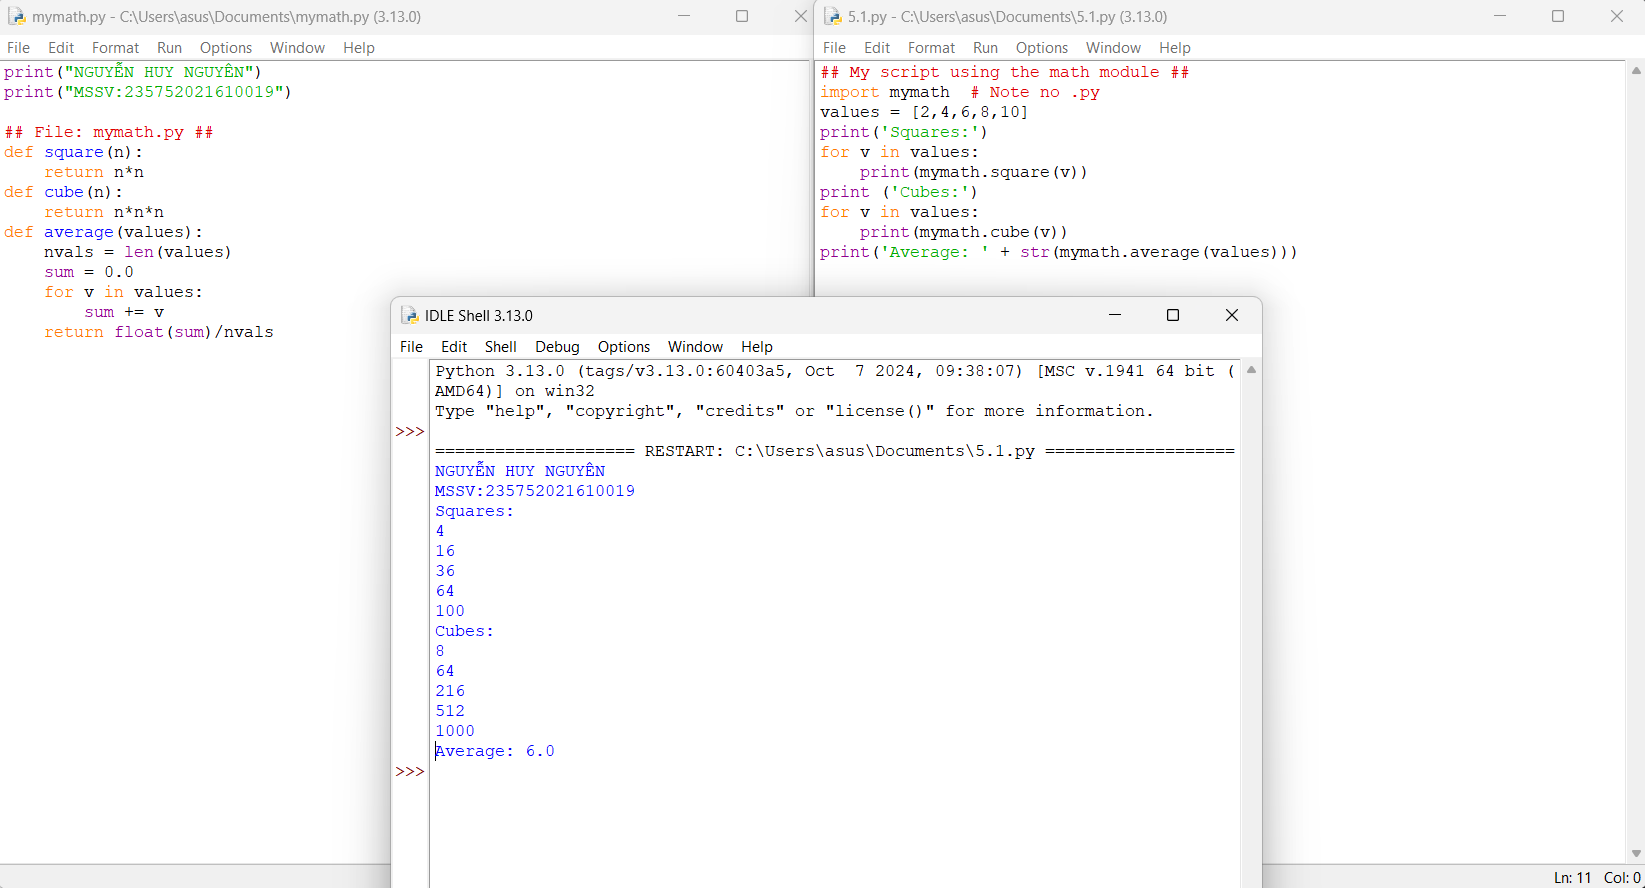 mymath.py - C:\Users\asus\Documents\mymath.py (3.13.0)
File Edit Format Run Options Window Help
print("NGUYỄN HUY NGUYÊN")
print("MSSV:235752021610019")
## File: mymath.py ##
def square(n):
    return n*n
def cube(n):
    return n*n*n
def average(values):
    nvals = len(values)
    sum = 0.0
    for v in values:
        sum += v
    return float(sum)/nvals
5.1.py - C:\Users\asus\Documents\5.1.py (3.13.0)
File Edit Format Run Options Window Help
## My script using the math module ##
import mymath  # Note no .py
values = [2,4,6,8,10]
print('Squares:')
for v in values:
    print(mymath.square(v))
print ('Cubes:')
for v in values:
    print(mymath.cube(v))
print('Average: ' + str(mymath.average(values)))
IDLE Shell 3.13.0
File Edit Shell Debug Options Window Help
Python 3.13.0 (tags/v3.13.0:60403a5, Oct  7 2024, 09:38:07) [MSC v.1941 64 bit (
AMD64)] on win32
Type "help", "copyright", "credits" or "license()" for more information.
>>>
==================== RESTART: C:\Users\asus\Documents\5.1.py ===================
NGUYỄN HUY NGUYÊN
MSSV:235752021610019
Squares:
4
16
36
64
100
Cubes:
8
64
216
512
1000
Average: 6.0
>>>
Ln: 11 Col: 0